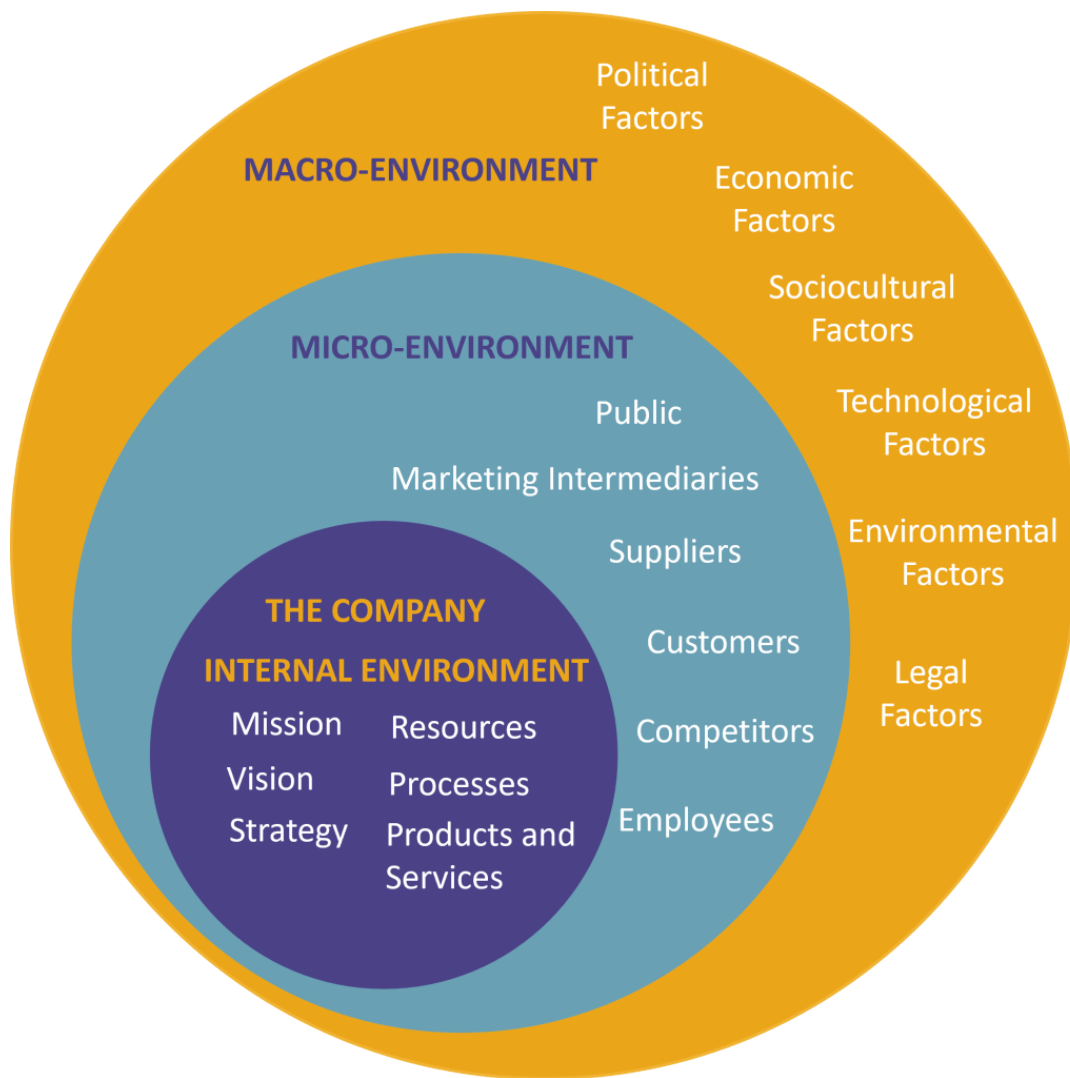 Political
Factors
MACRO-ENVIRONMENT
Economic
Factors
Sociocultural
Factors
Technological
Factors
Environmental
Factors
Legal
Factors
MICRO-ENVIRONMENT
Public
Marketing Intermediaries
Suppliers
Customers
Competitors
Employees
THE COMPANY
INTERNAL ENVIRONMENT
Mission
Vision
Strategy
Resources
Processes
Products and
Services